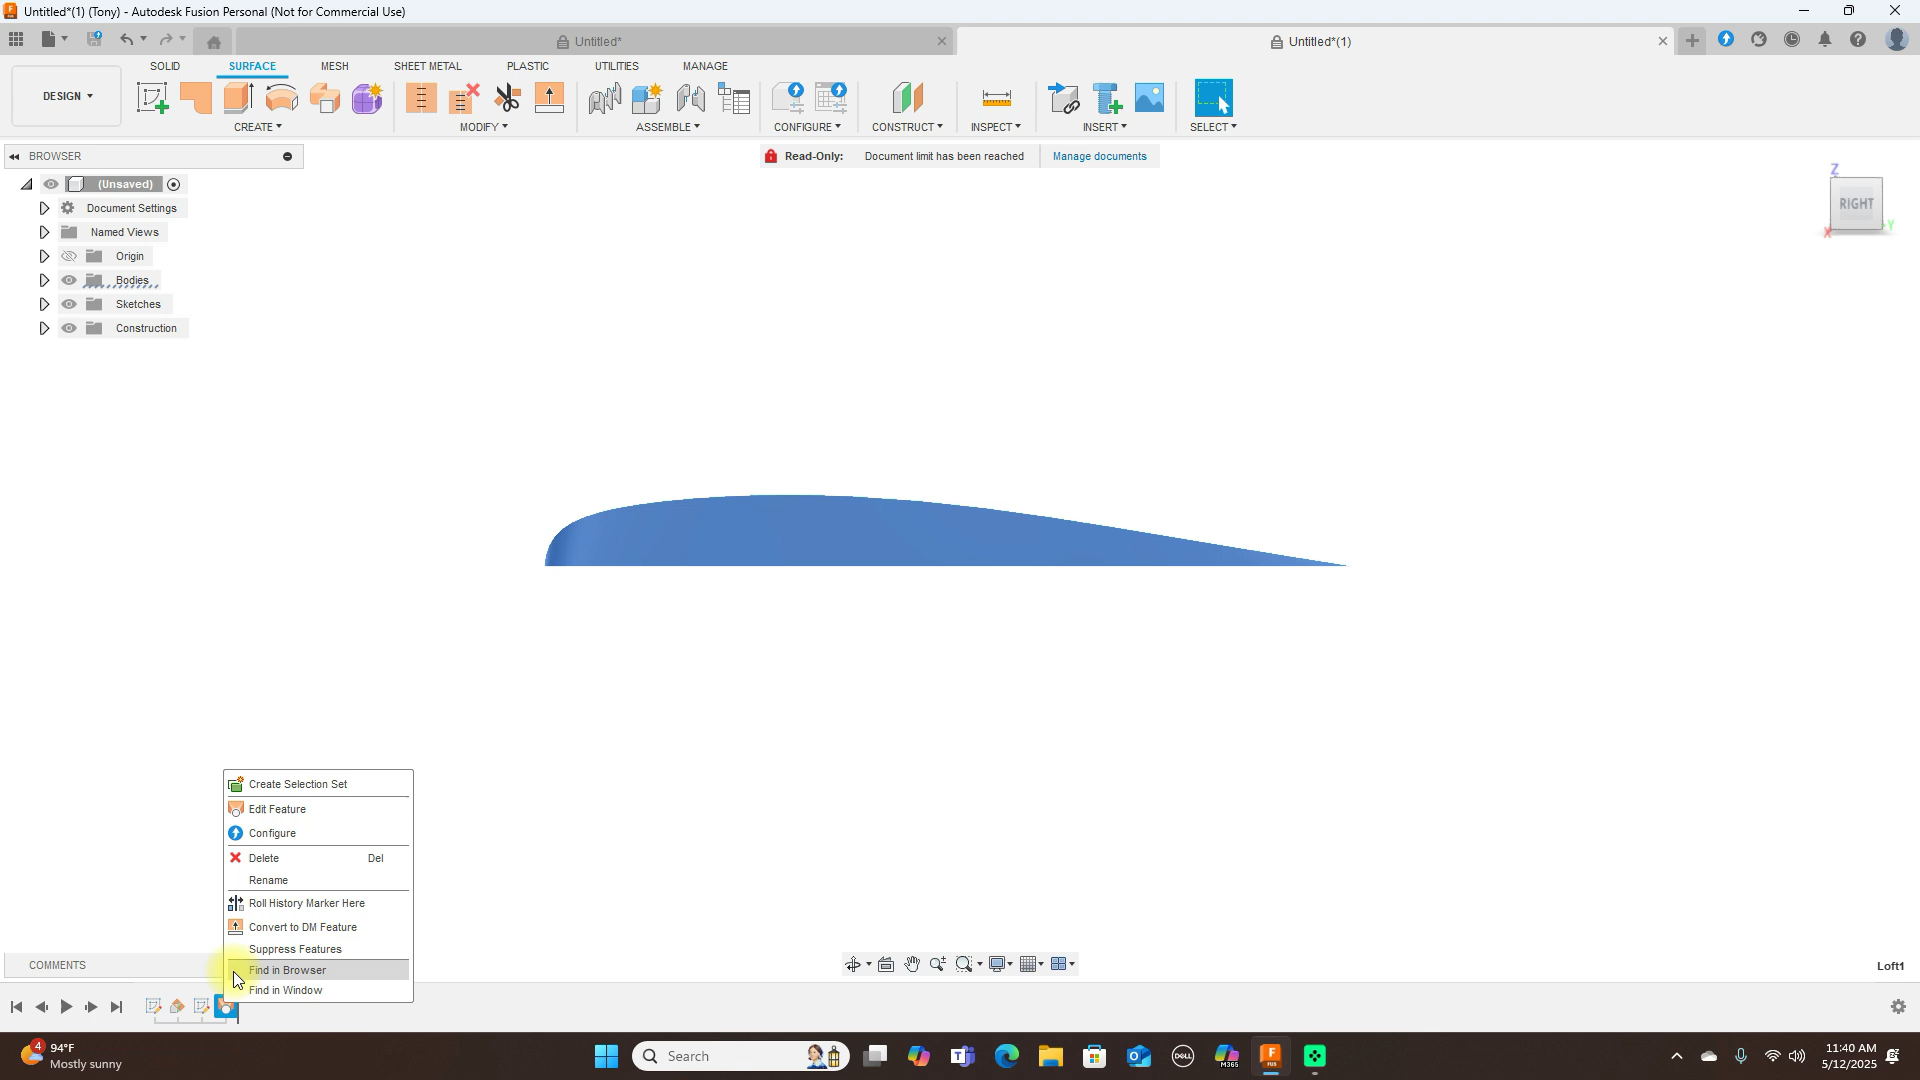 Untitled*(1) (Tony) - Autodesk Fusion Personal (Not for Commercial Use)
Untitled*
Untitled*(1)
DESIGN
SOLID
SURFACE
MESH
SHEET METAL
PLASTIC
UTILITIES
MANAGE
CREATE
MODIFY
ASSEMBLE
CONFIGURE
CONSTRUCT
INSPECT
INSERT
SELECT
BROWSER
Read-Only: Document limit has been reached Manage documents
(Unsaved)
Document Settings
Named Views
Origin
Bodies
Sketches
Construction
Z
RIGHT
Y
X
Create Selection Set
Edit Feature
Configure
Delete Del
Rename
Roll History Marker Here
Convert to DM Feature
Suppress Features
Find in Browser
Find in Window
COMMENTS
Loft1
4
94°F
Mostly sunny
Search
DELL
M365
F
FUS
11:40 AM
5/12/2025